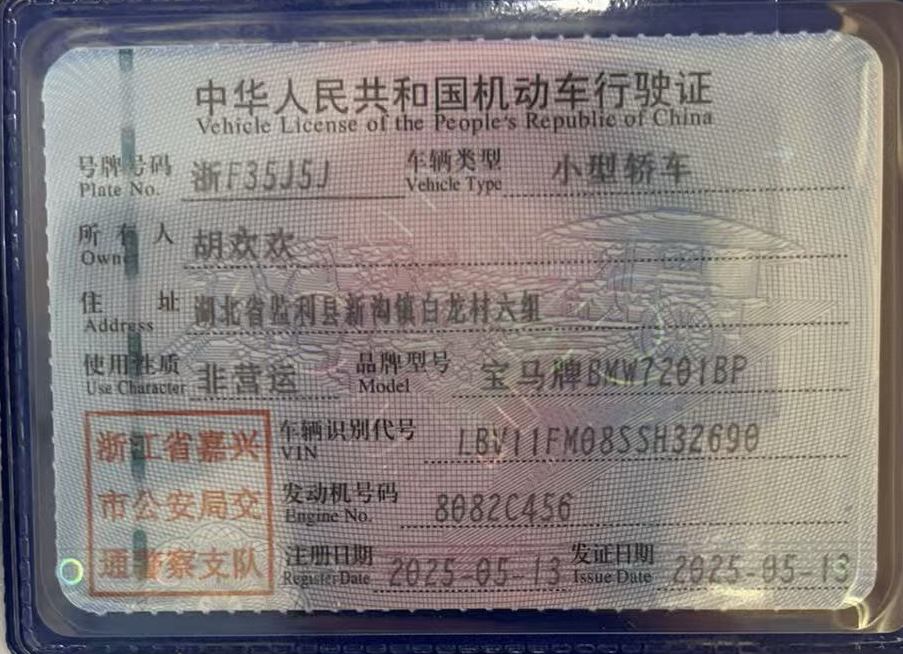 中华人民共和国机动车行驶证
Vehicle License of the People's Republic of China
号牌号码 浙F35J5J 车辆类型 小型轿车
Plate No. Vehicle Type
所有人 胡欢欢
Owner
住址 湖北省监利县新沟镇白龙村六组
Address
使用性质 非营运 品牌型号 宝马牌BMW7201BP
Use Character Model
浙江省嘉兴
市公安局交
通警察支队
车辆识别代号 LBV11FM08SSH32690
VIN
发动机号码 8082C456
Engine No.
注册日期 2025-05-13 发证日期 2025-05-13
Register Date Issue Date